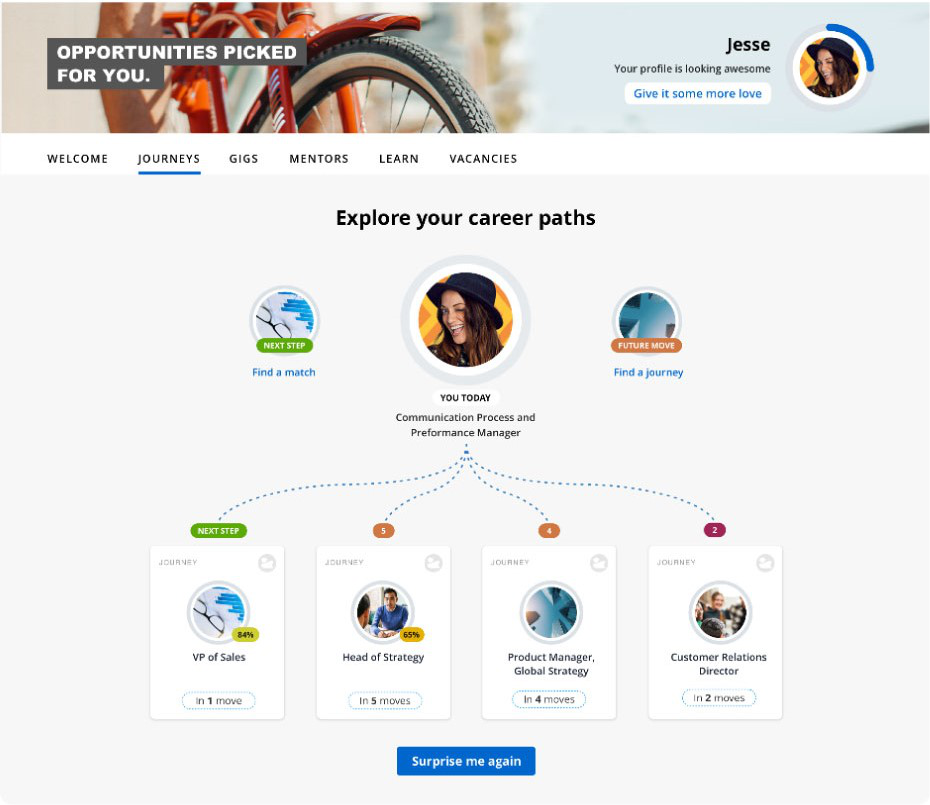 OPPORTUNITIES PICKED
FOR YOU.
Jesse
Your profile is looking awesome
Give it some more love
WELCOME JOURNEYS GIGS MENTORS LEARN VACANCIES
Explore your career paths
NEXT STEP
Find a match
FUTURE MOVE
Find a journey
YOU TODAY
Communication Process and
Preformance Manager
NEXT STEP 5 4 2
JOURNEY JOURNEY JOURNEY JOURNEY
84% 65%
VP of Sales
Head of Strategy
Product Manager,
Global Strategy
Customer Relations
Director
In 1 move
In 5 moves
In 4 moves
In 2 moves
Surprise me again